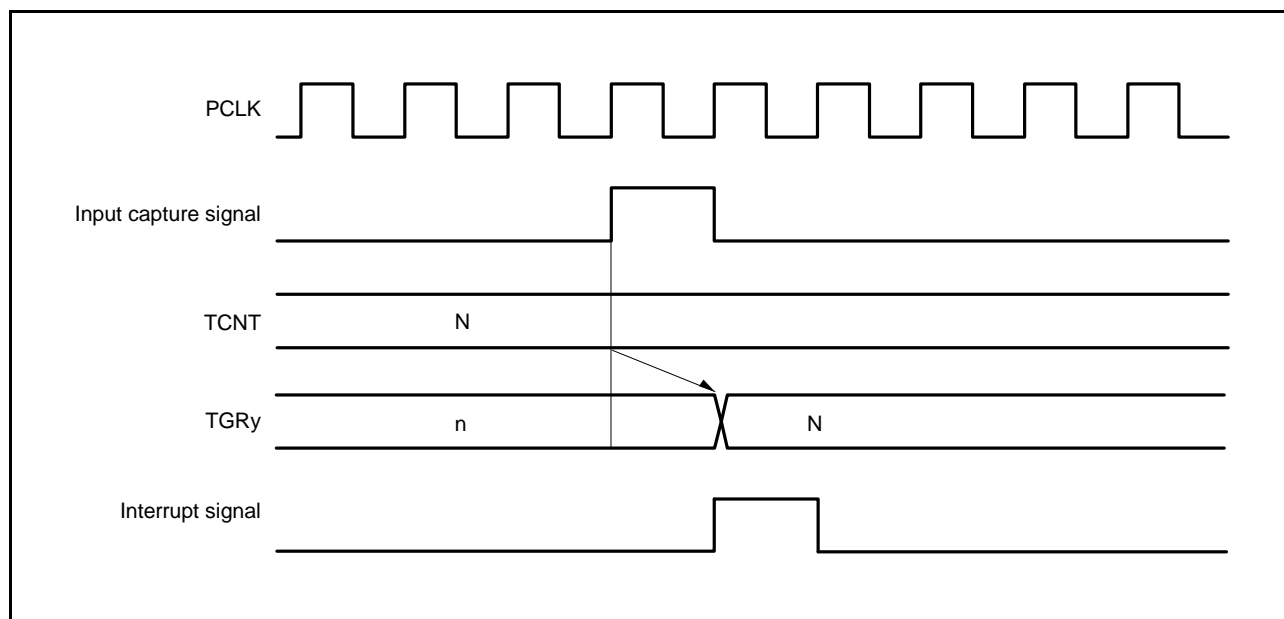 PCLK
Input capture signal
TCNT
N
TGRy
n
N
Interrupt signal